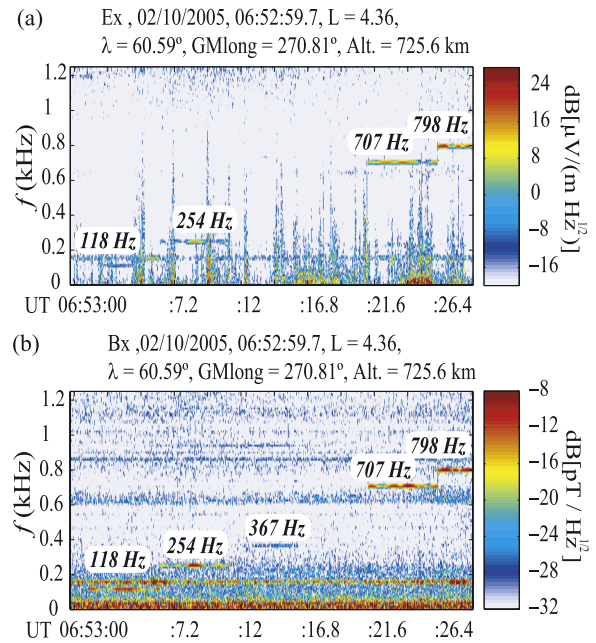 (a) Ex , 02/10/2005, 06:52:59.7, L = 4.36,
λ = 60.59º, GMlong = 270.81º, Alt. = 725.6 km
f (kHz)
1.2
1
0.8
0.6
0.4
0.2
0
118 Hz
254 Hz
707 Hz
798 Hz
UT 06:53:00 :7.2 :12 :16.8 :21.6 :26.4
24
16
8
0
−8
−16
dB[μ V/(m Hz)^1/2]
(b) Bx ,02/10/2005, 06:52:59.7, L = 4.36,
λ = 60.59º, GMlong = 270.81º, Alt. = 725.6 km
f (kHz)
1.2
1
0.8
0.6
0.4
0.2
0
118 Hz
254 Hz
367 Hz
707 Hz
798 Hz
UT 06:53:00 :7.2 :12 :16.8 :21.6 :26.4
−8
−12
−16
−20
−24
−28
−32
dB[pT / Hz^1/2]